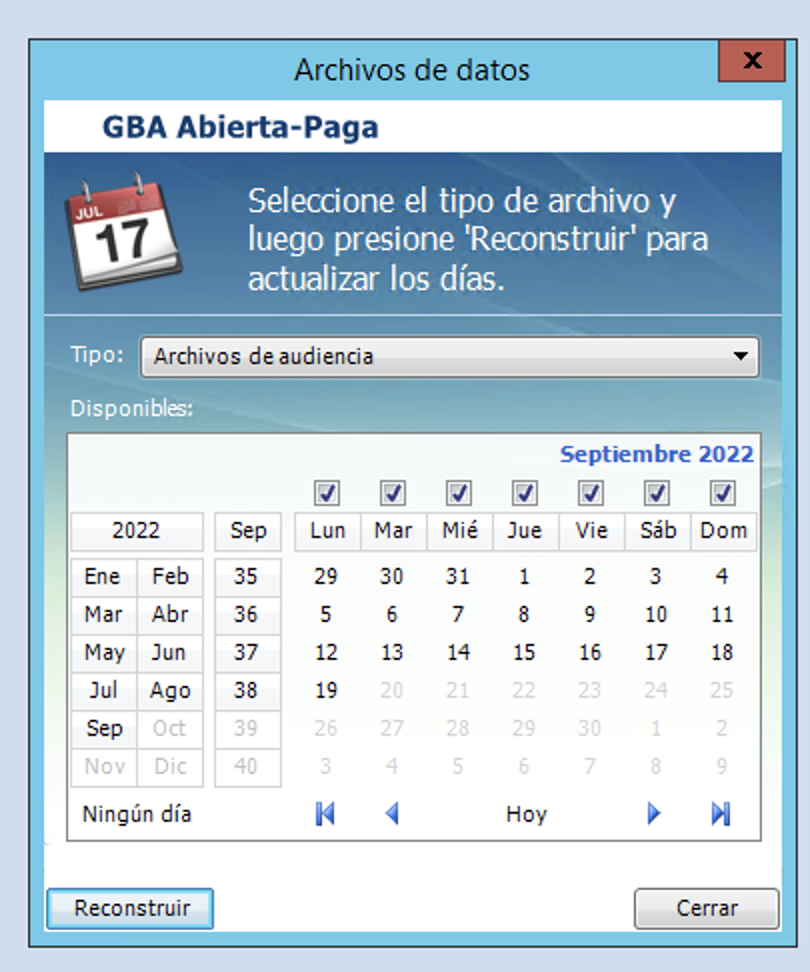 Archivos de datos
x
GBA Abierta-Paga
JUL
17
Seleccione el tipo de archivo y
luego presione 'Reconstruir' para
actualizar los días.
Tipo: Archivos de audiencia
Disponibles:
Septiembre 2022
2022 Sep Lun Mar Mié Jue Vie Sáb Dom
Ene Feb 35 29 30 31 1 2 3 4
Mar Abr 36 5 6 7 8 9 10 11
May Jun 37 12 13 14 15 16 17 18
Jul Ago 38 19 20 21 22 23 24 25
Sep Oct 39 26 27 28 29 30 1 2
Nov Dic 40 3 4 5 6 7 8 9
Ningún día Hoy
Reconstruir Cerrar